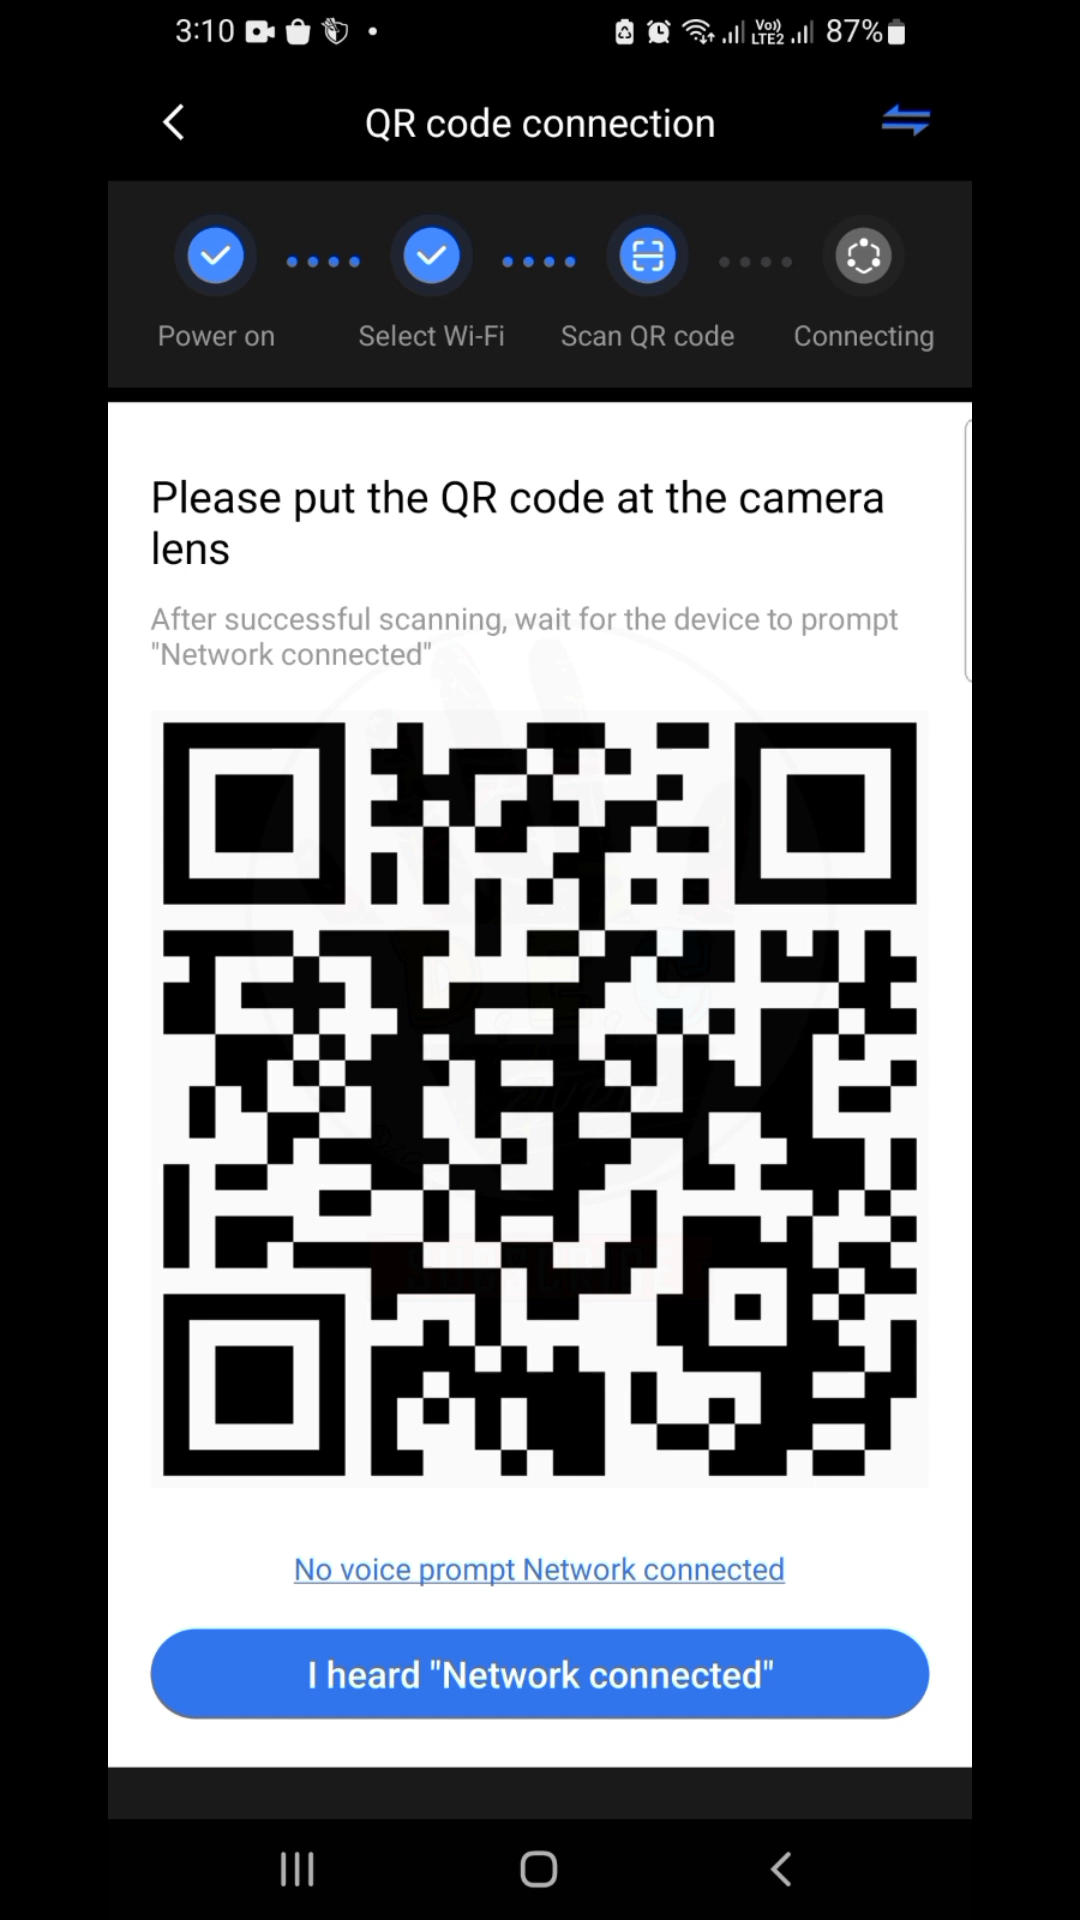 3:10
Vo))
LTE2
87%
QR code connection
Power on
Select Wi-Fi
Scan QR code
Connecting
Please put the QR code at the camera
lens
After successful scanning, wait for the device to prompt
"Network connected"
No voice prompt Network connected
I heard "Network connected"